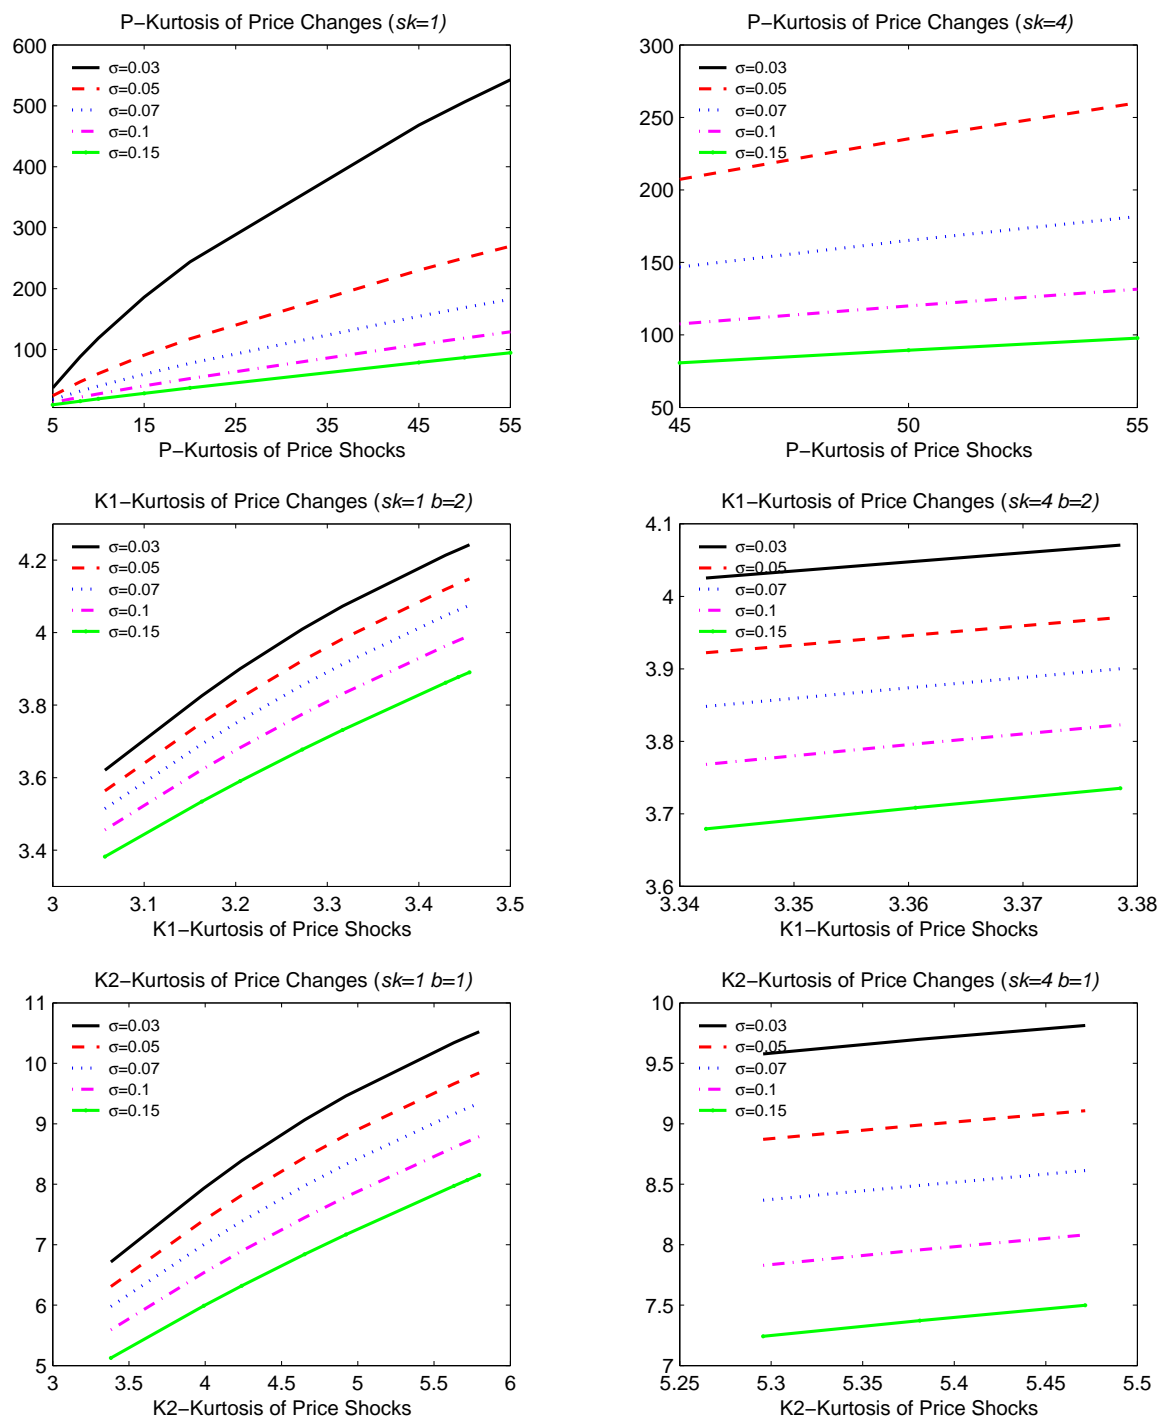 P−Kurtosis of Price Changes (sk=1)
600
500
400
300
200
100
σ=0.03
σ=0.05
σ=0.07
σ=0.1
σ=0.15
5 15 25 35 45 55
P−Kurtosis of Price Shocks
P−Kurtosis of Price Changes (sk=4)
300
250
200
150
100
50
σ=0.03
σ=0.05
σ=0.07
σ=0.1
σ=0.15
45 50 55
P−Kurtosis of Price Shocks
K1−Kurtosis of Price Changes (sk=1 b=2)
4.2
4
3.8
3.6
3.4
σ=0.03
σ=0.05
σ=0.07
σ=0.1
σ=0.15
3 3.1 3.2 3.3 3.4 3.5
K1−Kurtosis of Price Shocks
K1−Kurtosis of Price Changes (sk=4 b=2)
4.1
4
3.9
3.8
3.7
3.6
σ=0.03
σ=0.05
σ=0.07
σ=0.1
σ=0.15
3.34 3.35 3.36 3.37 3.38
K1−Kurtosis of Price Shocks
K2−Kurtosis of Price Changes (sk=1 b=1)
11
10
9
8
7
6
5
σ=0.03
σ=0.05
σ=0.07
σ=0.1
σ=0.15
3 3.5 4 4.5 5 5.5 6
K2−Kurtosis of Price Shocks
K2−Kurtosis of Price Changes (sk=4 b=1)
10
9.5
9
8.5
8
7.5
7
σ=0.03
σ=0.05
σ=0.07
σ=0.1
σ=0.15
5.25 5.3 5.35 5.4 5.45 5.5
K2−Kurtosis of Price Shocks